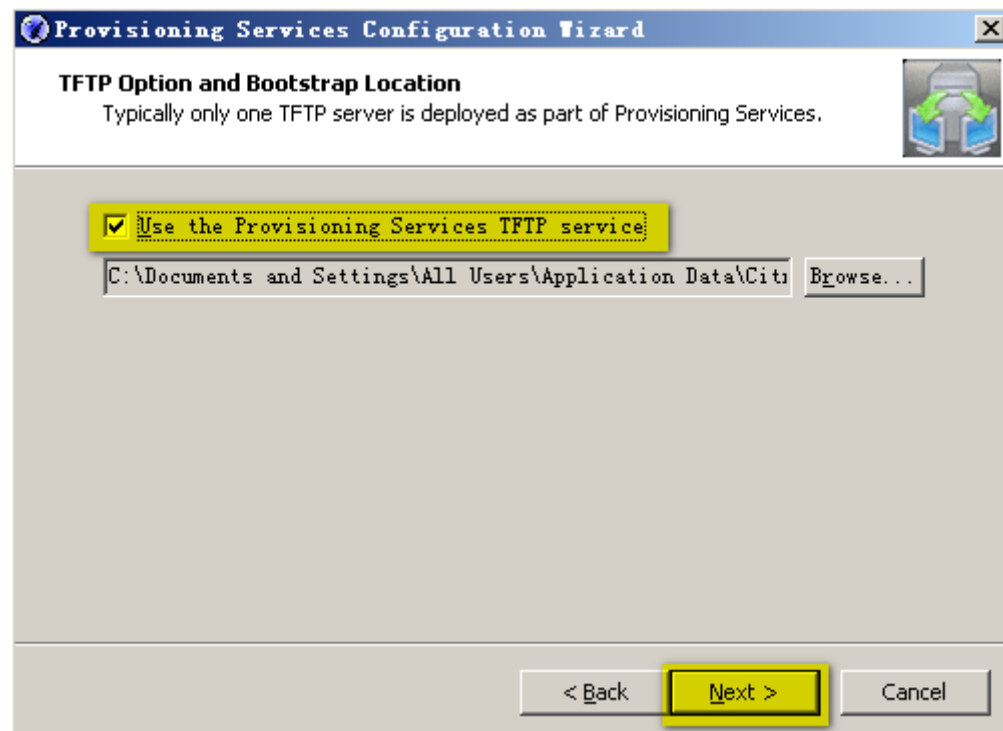 Provisioning Services Configuration Wizard
TFTP Option and Bootstrap Location
Typically only one TFTP server is deployed as part of Provisioning Services.
Use the Provisioning Services TFTP service
C:\Documents and Settings\All Users\Application Data\Cit
Browse...
< Back
Next >
Cancel